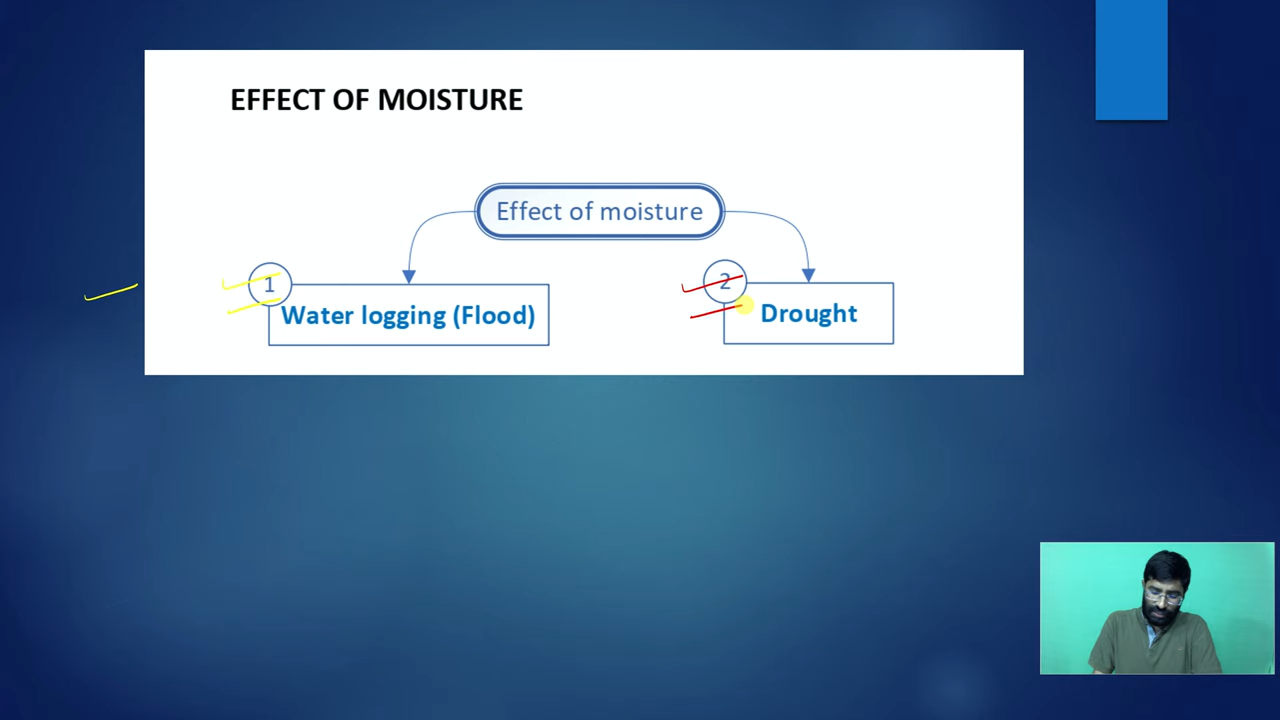 EFFECT OF MOISTURE
Effect of moisture
1
Water logging (Flood)
2
Drought